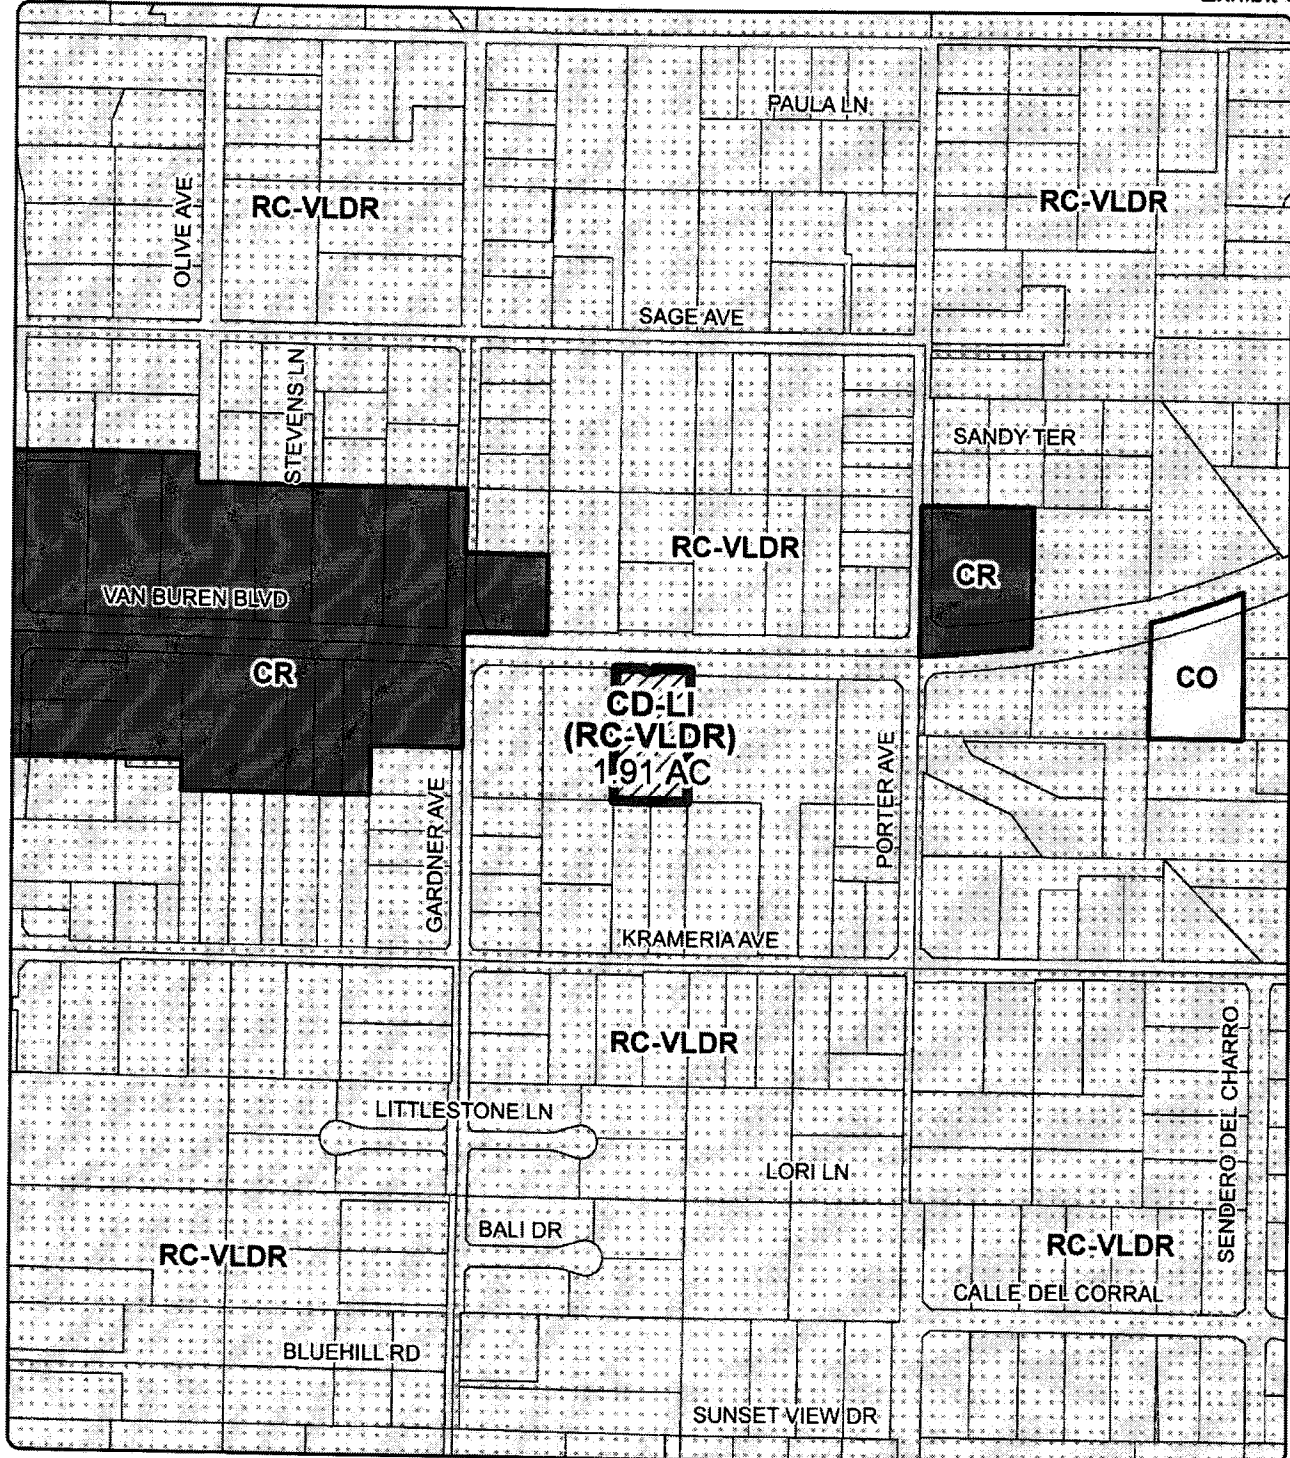 PAULA LN
RC-VLDR
RC-VLDR
OLIVE AVE
SAGE AVE
STEVENS LN
SANDY TER
RC-VLDR
CR
VAN BUREN BLVD
CR
CO
CD-LI
(RC-VLDR)
1.91 AC
GARDNER AVE
PORTER AVE
KRAMERIA AVE
RC-VLDR
SENDERO DEL CHARRO
LITTLESTONE LN
LORI LN
BALI DR
RC-VLDR
RC-VLDR
CALLE DEL CORRAL
BLUEHILL RD
SUNSET VIEW DR